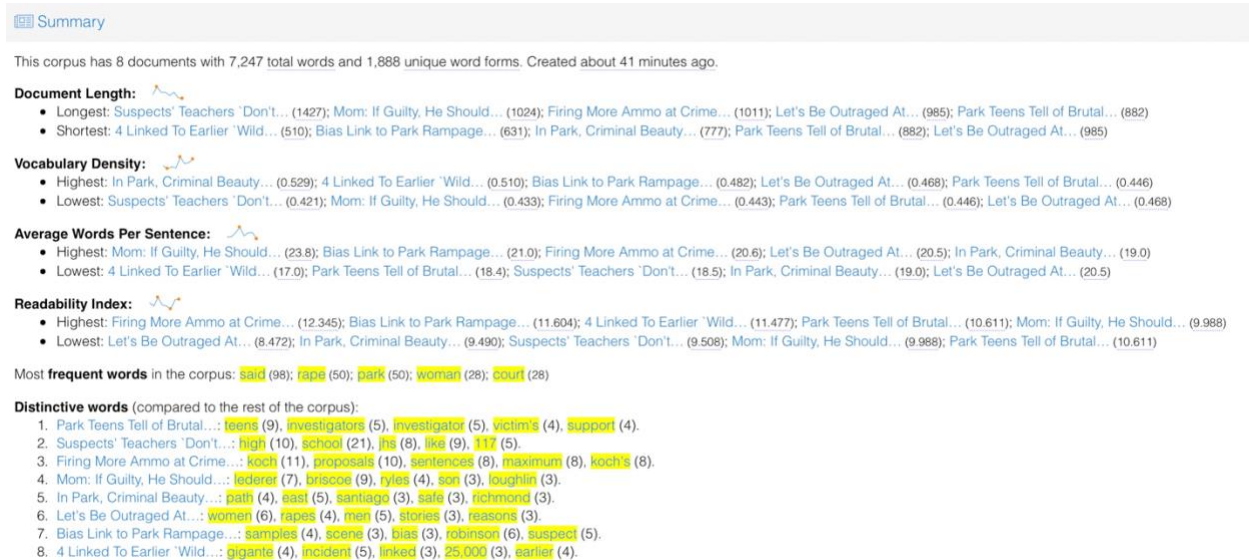 Summary
This corpus has 8 documents with 7,247 total words and 1,888 unique word forms. Created about 41 minutes ago.
Document Length:
• Longest: Suspects' Teachers `Don't… (1427); Mom: If Guilty, He Should… (1024); Firing More Ammo at Crime… (1011); Let's Be Outraged At… (985); Park Teens Tell of Brutal… (882)
• Shortest: 4 Linked To Earlier `Wild… (510); Bias Link to Park Rampage… (631); In Park, Criminal Beauty… (777); Park Teens Tell of Brutal… (882); Let's Be Outraged At… (985)
Vocabulary Density:
• Highest: In Park, Criminal Beauty… (0.529); 4 Linked To Earlier `Wild… (0.510); Bias Link to Park Rampage… (0.482); Let's Be Outraged At… (0.468); Park Teens Tell of Brutal… (0.446)
• Lowest: Suspects' Teachers `Don't… (0.421); Mom: If Guilty, He Should… (0.433); Firing More Ammo at Crime… (0.443); Park Teens Tell of Brutal… (0.446); Let's Be Outraged At… (0.468)
Average Words Per Sentence:
• Highest: Mom: If Guilty, He Should… (23.8); Bias Link to Park Rampage… (21.0); Firing More Ammo at Crime… (20.6); Let's Be Outraged At… (20.5); In Park, Criminal Beauty… (19.0)
• Lowest: 4 Linked To Earlier `Wild… (17.0); Park Teens Tell of Brutal… (18.4); Suspects' Teachers `Don't… (18.5); In Park, Criminal Beauty… (19.0); Let's Be Outraged At… (20.5)
Readability Index:
• Highest: Firing More Ammo at Crime… (12.345); Bias Link to Park Rampage… (11.604); 4 Linked To Earlier `Wild… (11.477); Park Teens Tell of Brutal… (10.611); Mom: If Guilty, He Should… (9.988)
• Lowest: Let's Be Outraged At… (8.472); In Park, Criminal Beauty… (9.490); Suspects' Teachers `Don't… (9.508); Mom: If Guilty, He Should… (9.988); Park Teens Tell of Brutal… (10.611)
Most frequent words in the corpus: said (98); rape (50); park (50); woman (28); court (28)
Distinctive words (compared to the rest of the corpus):
1. Park Teens Tell of Brutal…: teens (9), investigators (5), investigator (5), victim's (4), support (4).
2. Suspects' Teachers `Don't…: high (10), school (21), jhs (8), like (9), 117 (5).
3. Firing More Ammo at Crime…: koch (11), proposals (10), sentences (8), maximum (8), koch's (8).
4. Mom: If Guilty, He Should…: lederer (7), briscoe (9), ryles (4), son (3), loughlin (3).
5. In Park, Criminal Beauty…: path (4), east (5), santiago (3), safe (3), richmond (3).
6. Let's Be Outraged At…: women (6), rapes (4), men (5), stories (3), reasons (3).
7. Bias Link to Park Rampage…: samples (4), scene (3), bias (3), robinson (6), suspect (5).
8. 4 Linked To Earlier `Wild…: gigante (4), incident (5), linked (3), 25,000 (3), earlier (4).